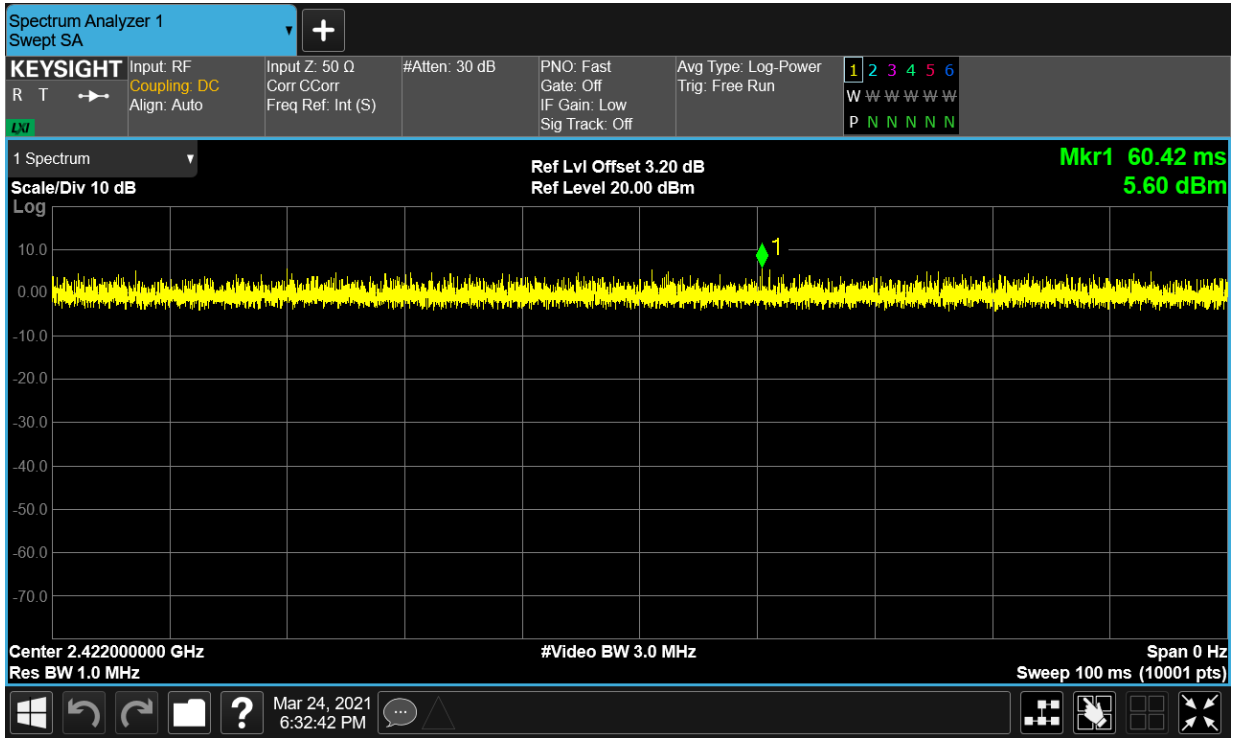 Spectrum Analyzer 1
Swept SA
KEYSIGHT
R T
LXI
Input: RF
Coupling: DC
Align: Auto
Input Z: 50 Ω
Corr CCorr
Freq Ref: Int (S)
#Atten: 30 dB
PNO: Fast
Gate: Off
IF Gain: Low
Sig Track: Off
Avg Type: Log-Power
Trig: Free Run
1 2 3 4 5 6
W W W W W W
P N N N N N
1 Spectrum
Scale/Div 10 dB
Log
Ref Lvl Offset 3.20 dB
Ref Level 20.00 dBm
Mkr1 60.42 ms
5.60 dBm
1
10.0
0.00
-10.0
-20.0
-30.0
-40.0
-50.0
-60.0
-70.0
Center 2.422000000 GHz
Res BW 1.0 MHz
#Video BW 3.0 MHz
Span 0 Hz
Sweep 100 ms (10001 pts)
?
Mar 24, 2021
6:32:42 PM